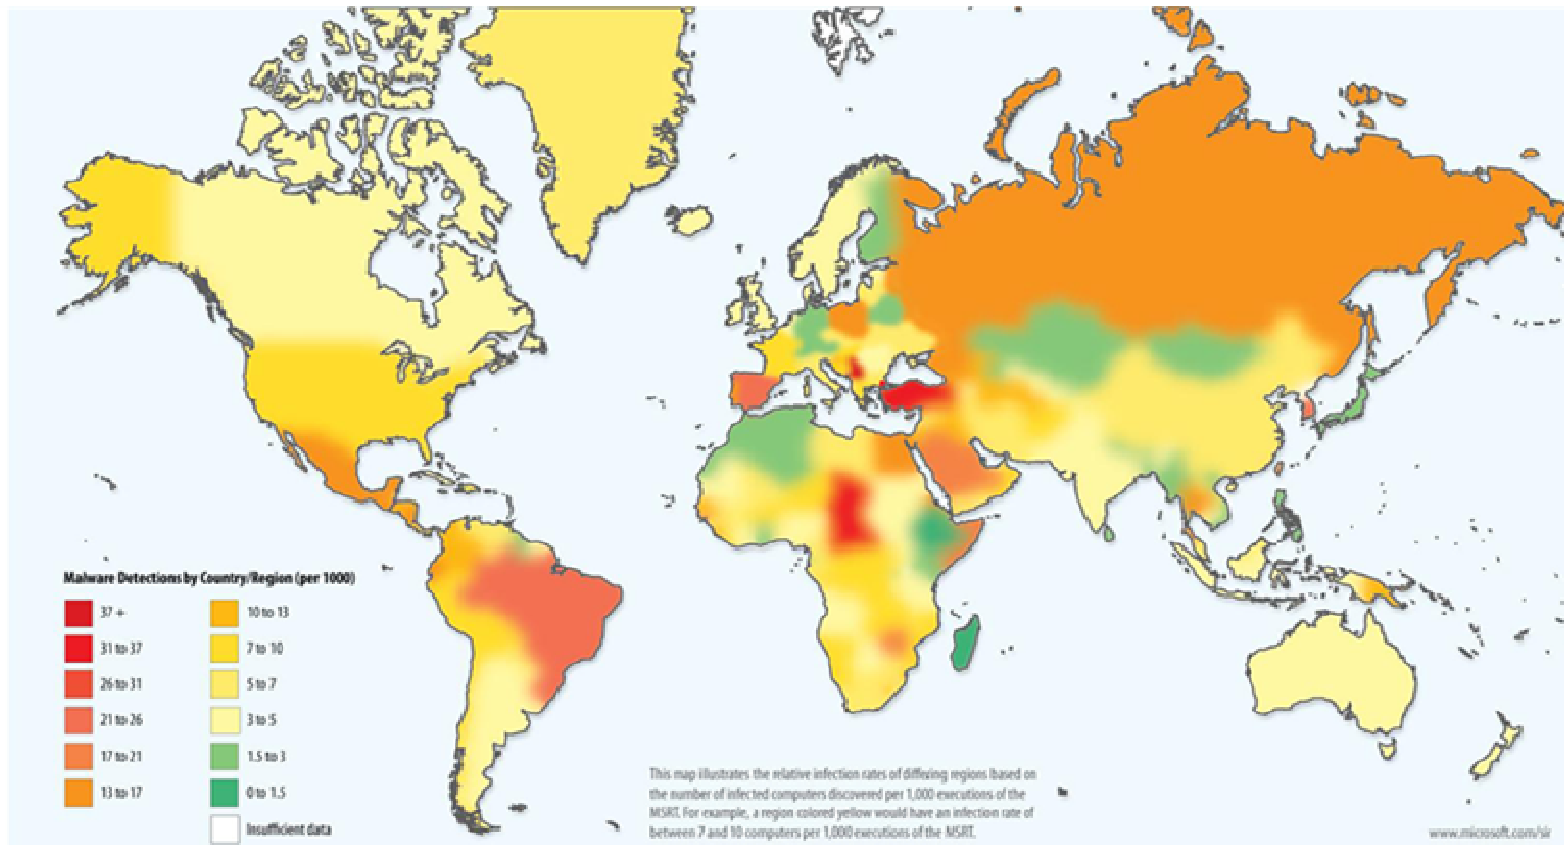 Malware Detections by Country/Region (per 1000)
37 +
31 to 37
26 to 31
21 to 26
17 to 21
13 to 17
10 to 13
7 to 10
5 to 7
3 to 5
1.5 to 3
0 to 1.5
Insufficient data
This map illustrates the relative infection rates of differing regions based on
the number of infected computers discovered per 1,000 executions of the
MSRT. For example, a region colored yellow would have an infection rate of
between 7 and 10 computers per 1,000 executions of the MSRT.
www.microsoft.com/sir